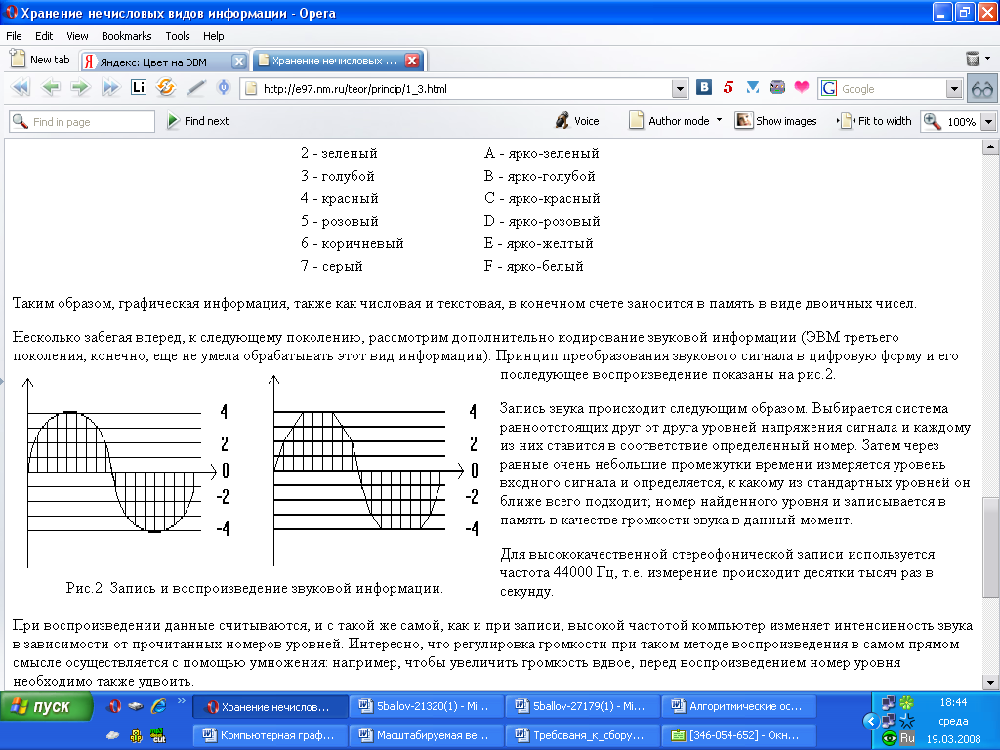 Хранение нечисловых видов информации - Opera
File Edit View Bookmarks Tools Help
New tab Яндекс: Цвет на ЭВМ Хранение нечисловых ...
Li http://e97.nm.ru/teor/princip/1_3.html B 5 G Google
Find in page Find next Voice Author mode Show images Fit to width 100%
2 - зеленый A - ярко-зеленый
3 - голубой B - ярко-голубой
4 - красный C - ярко-красный
5 - розовый D - ярко-розовый
6 - коричневый E - ярко-желтый
7 - серый F - ярко-белый
Таким образом, графическая информация, также как числовая и текстовая, в конечном счете заносится в память в виде двоичных чисел.
Несколько забегая вперед, к следующему поколению, рассмотрим дополнительно кодирование звуковой информации (ЭВМ третьего
поколения, конечно, еще не умела обрабатывать этот вид информации). Принцип преобразования звукового сигнала в цифровую форму и его
последующее воспроизведение показаны на рис.2.
4 2 0 -2 -4
4 2 0 -2 -4
Рис.2. Запись и воспроизведение звуковой информации.
Запись звука происходит следующим образом. Выбирается система
равноотстоящих друг от друга уровней напряжения сигнала и каждому
из них ставится в соответствие определенный номер. Затем через
равные очень небольшие промежутки времени измеряется уровень
входного сигнала и определяется, к какому из стандартных уровней он
ближе всего подходит; номер найденного уровня и записывается в
память в качестве громкости звука в данный момент.
Для высококачественной стереофонической записи используется
частота 44000 Гц, т.е. измерение происходит десятки тысяч раз в
секунду.
При воспроизведении данные считываются, и с такой же самой, как и при записи, высокой частотой компьютер изменяет интенсивность звука
в зависимости от прочитанных номеров уровней. Интересно, что регулировка громкости при таком методе воспроизведения в самом прямом
смысле осуществляется с помощью умножения: например, чтобы увеличить громкость вдвое, перед воспроизведением номер уровня
необходимо также удвоить.
пуск Хранение нечислов... 5ballov-21320(1) - Mi... 5ballov-27179(1) - Mi... Алгоритмические ос... 18:44
среда
Компьютерная граф... Масштабируемая ве... Требованя_к_сбору... [346-054-652] - Окн... Ru 19.03.2008